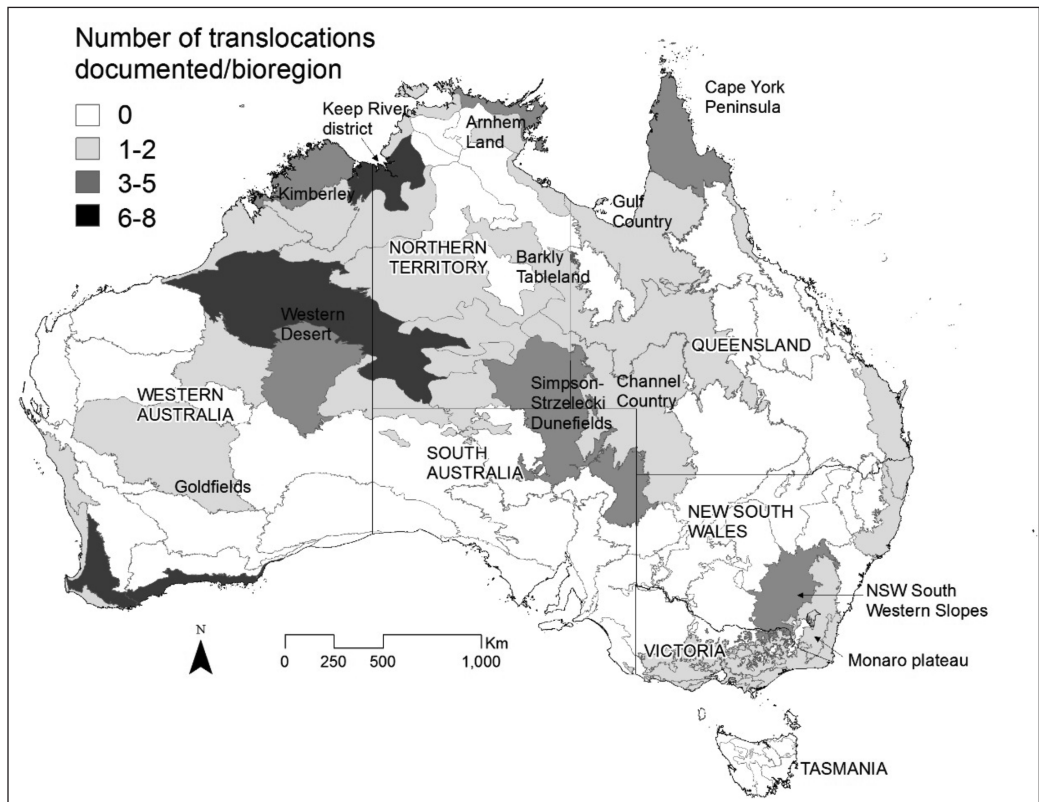 Number of translocations
documented/bioregion
0
1-2
3-5
6-8
Keep River
district
Arnhem
Land
Cape York
Peninsula
Kimberley
Gulf
Country
NORTHERN
TERRITORY
Barkly
Tableland
Western
Desert
QUEENSLAND
WESTERN
AUSTRALIA
Simpson-
Strzelecki
Dunefields
Channel
Country
SOUTH
AUSTRALIA
Goldfields
NEW SOUTH
WALES
NSW South
Western Slopes
N
Km
0 250 500 1,000
VICTORIA
Monaro plateau
TASMANIA